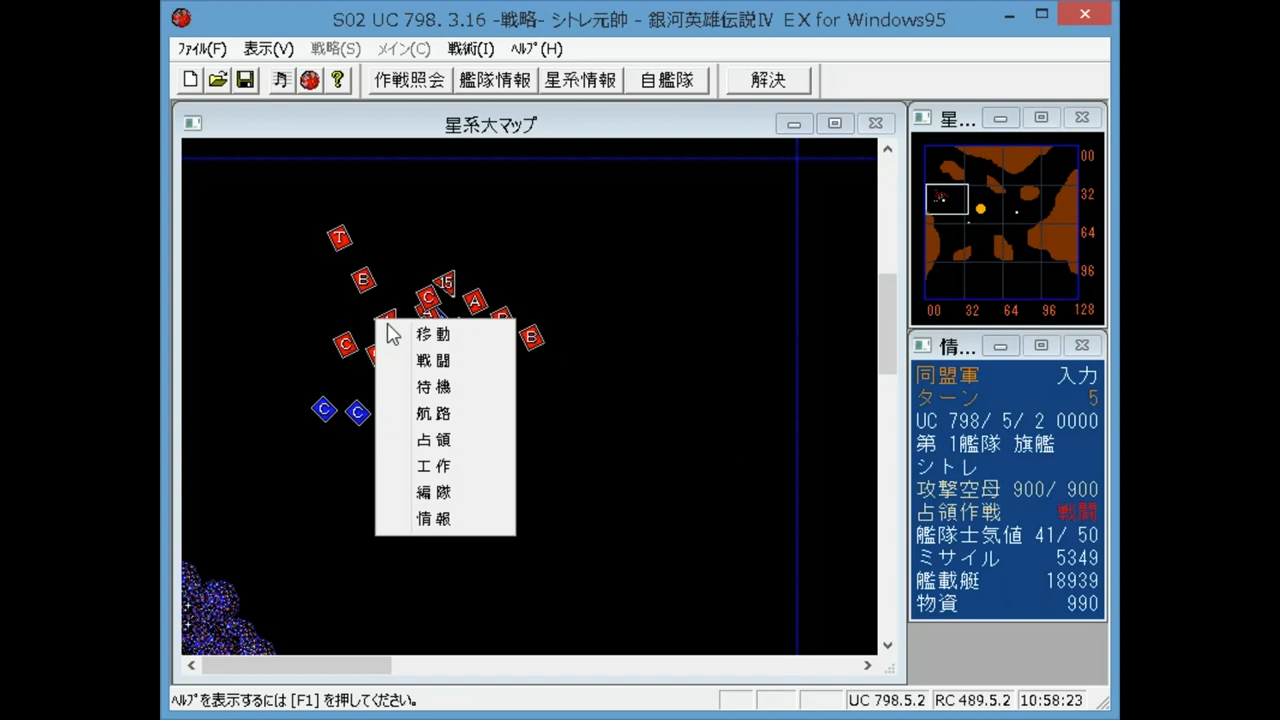 S02 UC 798. 3.16 -戦略- シトレ元帥 - 銀河英雄伝説Ⅳ EX for Windows95
ﾌｧｲﾙ(F) 表示(V) 戦略(S) メイン(C) 戦術(I) ﾍﾙﾌﾟ(H)
作戦照会 艦隊情報 星系情報 自艦隊 解決
星系大マップ
T
B
15
C
A
B
C
C
C
移動
戦闘
待機
航路
占領
工作
編隊
情報
星...
00
32
64
96
00 32 64 96 128
情...
同盟軍 入力
ターン 5
UC 798/ 5/ 2 0000
第 1艦隊 旗艦
シトレ
攻撃空母 900/ 900
占領作戦 戦闘
艦隊士気値 41/ 50
ミサイル 5349
艦載艇 18939
物資 990
ﾍﾙﾌﾟを表示するには [F1] を押してください。
UC 798.5.2 RC 489.5.2 10:58:23